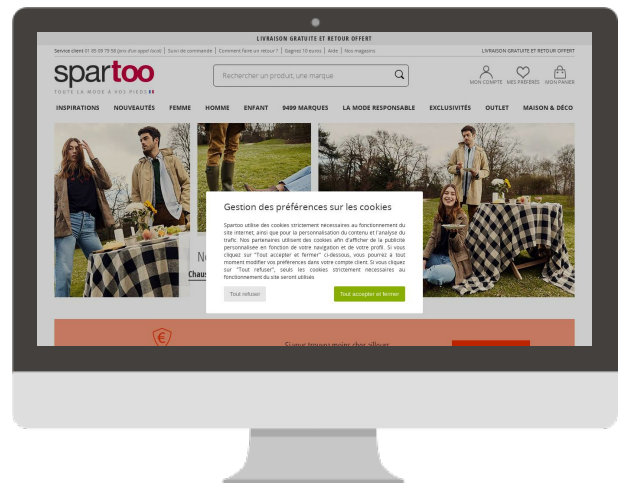 LIVRAISON GRATUITE ET RETOUR OFFERT
Service client 01 85 09 79 58 (prix d'un appel local) | Suivi de commande | Comment faire un retour ? | Gagnez 10 euros | Aide | Nos magasins
LIVRAISON GRATUITE ET RETOUR OFFERT
spartoo
TOUTE LA MODE À VOS PIEDS
Rechercher un produit, une marque
MON COMPTE MES PRÉFÉRÉS MON PANIER
INSPIRATIONS NOUVEAUTÉS FEMME HOMME ENFANT 9499 MARQUES LA MODE RESPONSABLE EXCLUSIVITÉS OUTLET MAISON & DÉCO
Gestion des préférences sur les cookies
Spartoo utilise des cookies strictement nécessaires au fonctionnement du
site internet, ainsi que pour la personnalisation du contenu et l'analyse du
trafic. Nos partenaires utilisent des cookies afin d'afficher de la publicité
personnalisée en fonction de votre navigation et de votre profil. Si vous
cliquez sur "Tout accepter et fermer" ci-dessous, vous pourrez à tout
moment modifier vos préférences dans votre compte client. Si vous cliquez
sur "Tout refuser", seuls les cookies strictement nécessaires au
fonctionnement du site seront utilisés.
Tout refuser
Tout accepter et fermer
€
Si vous trouvez moins cher ailleurs